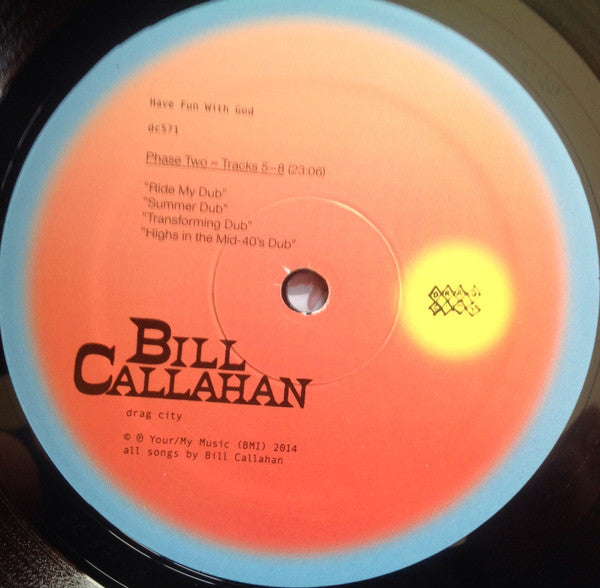 Have Fun With God
dc571
Phase Two = Tracks 5–8 (23:06)
"Ride My Dub"
"Summer Dub"
"Transforming Dub"
"Highs in the Mid-40's Dub"
BILL
CALLAHAN
drag city
© ℗ Your/My Music (BMI) 2014
all songs by Bill Callahan